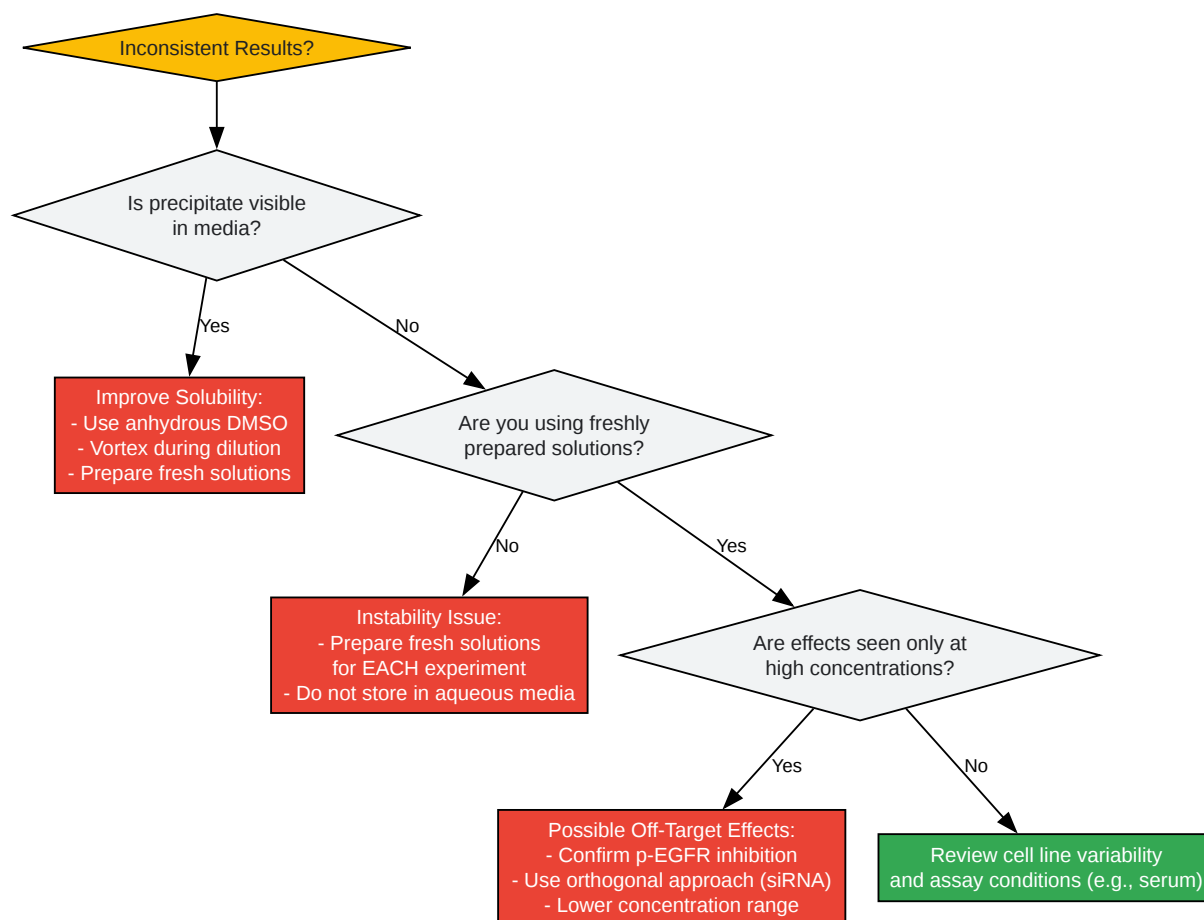 Inconsistent Results?
Is precipitate visible
in media?
Yes
No
Improve Solubility:
- Use anhydrous DMSO
- Vortex during dilution
- Prepare fresh solutions
Are you using freshly
prepared solutions?
No
Yes
Instability Issue:
- Prepare fresh solutions
for EACH experiment
- Do not store in aqueous media
Are effects seen only at
high concentrations?
Yes
No
Possible Off-Target Effects:
- Confirm p-EGFR inhibition
- Use orthogonal approach (siRNA)
- Lower concentration range
Review cell line variability
and assay conditions (e.g., serum)